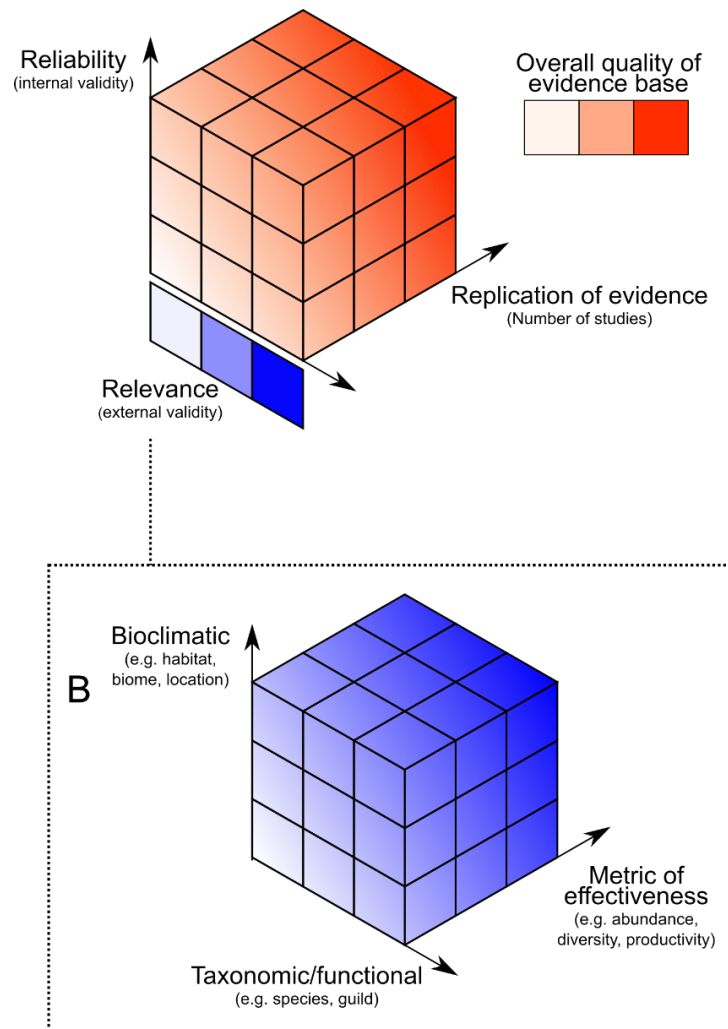 Reliability
(internal validity)
Overall quality of
evidence base
Replication of evidence
(Number of studies)
Relevance
(external validity)
B
Bioclimatic
(e.g. habitat,
biome, location)
Metric of
effectiveness
(e.g. abundance,
diversity, productivity)
Taxonomic/functional
(e.g. species, guild)